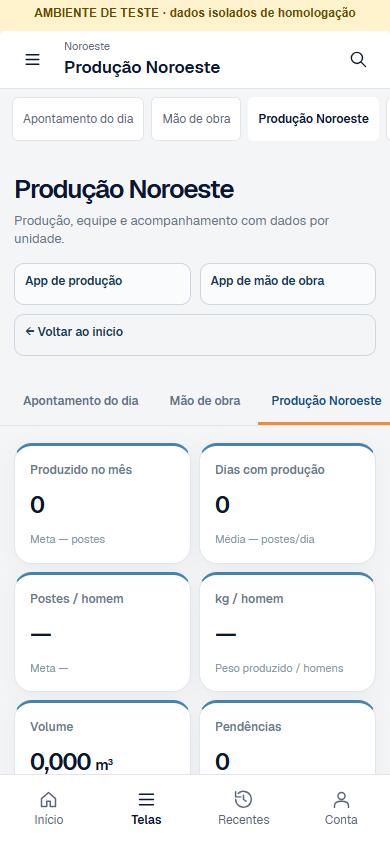 AMBIENTE DE TESTE · dados isolados de homologação
Noroeste
Produção Noroeste
Apontamento do dia
Mão de obra
Produção Noroeste
Produção Noroeste
Produção, equipe e acompanhamento com dados por
unidade.
App de produção
App de mão de obra
← Voltar ao início
Apontamento do dia
Mão de obra
Produção Noroeste
Produzido no mês
Dias com produção
0
0
Meta — postes
Média — postes/dia
Postes / homem
kg / homem
—
—
Meta —
Peso produzido / homens
Volume
Pendências
0,000 m³
0
Início
Telas
Recentes
Conta